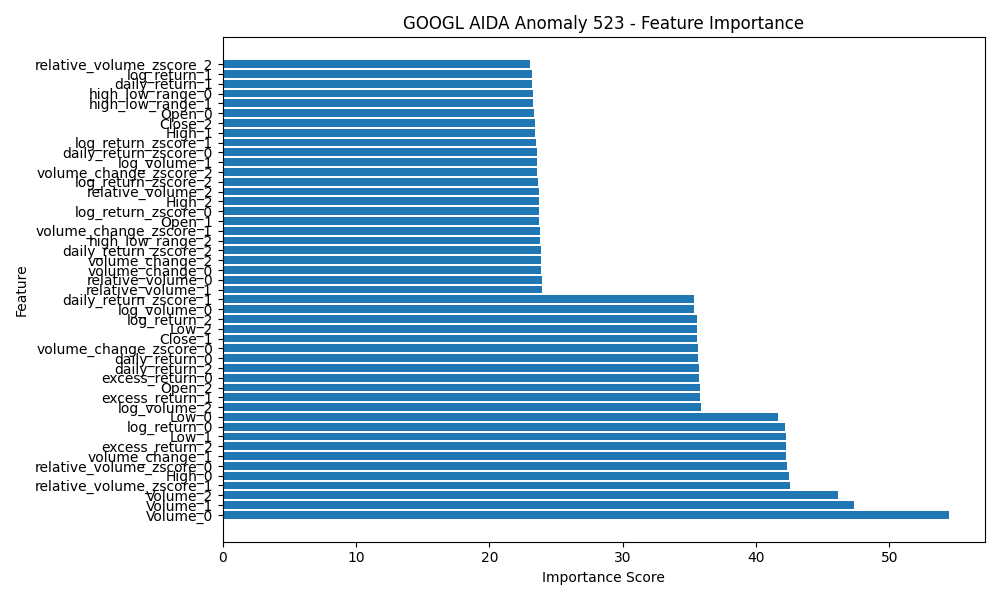 GOOGL AIDA Anomaly 523 - Feature Importance
relative_volume_zscore_2
log_return_1
daily_return_1
high_low_range_0
high_low_range_1
Open_0
Close_2
High_1
log_return_zscore_1
daily_return_zscore_0
log_volume_1
volume_change_zscore_2
log_return_zscore_2
relative_volume_2
High_2
log_return_zscore_0
Open_1
volume_change_zscore_1
high_low_range_2
daily_return_zscore_2
volume_change_2
volume_change_0
relative_volume_0
relative_volume_1
daily_return_zscore_1
log_volume_0
log_return_2
Low_2
Close_1
volume_change_zscore_0
daily_return_0
daily_return_2
excess_return_0
Open_2
excess_return_1
log_volume_2
Low_0
log_return_0
Low_1
excess_return_2
volume_change_1
relative_volume_zscore_0
High_0
relative_volume_zscore_1
Volume_2
Volume_1
Volume_0
Feature
0 10 20 30 40 50
Importance Score